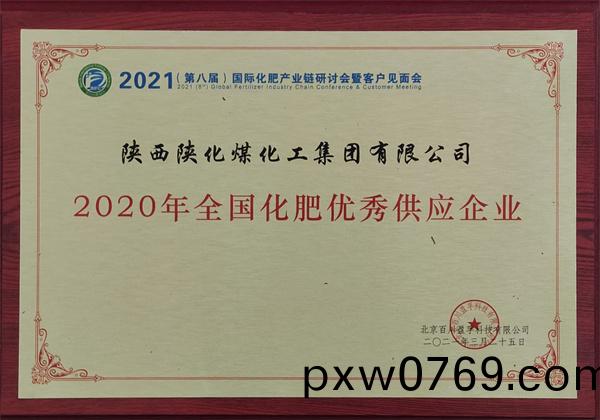 2021（第八届）国际化肥产业链研讨会暨客户见面会
2021 (8th) Global Fertilizer Industry Chain Conference & Customer Meeting
陕西陕化煤化工集团有限公司
2020年全国化肥优秀供应企业
北京百川盈孚科技有限公司
二〇二一年三月二十五日
pxw0769.com